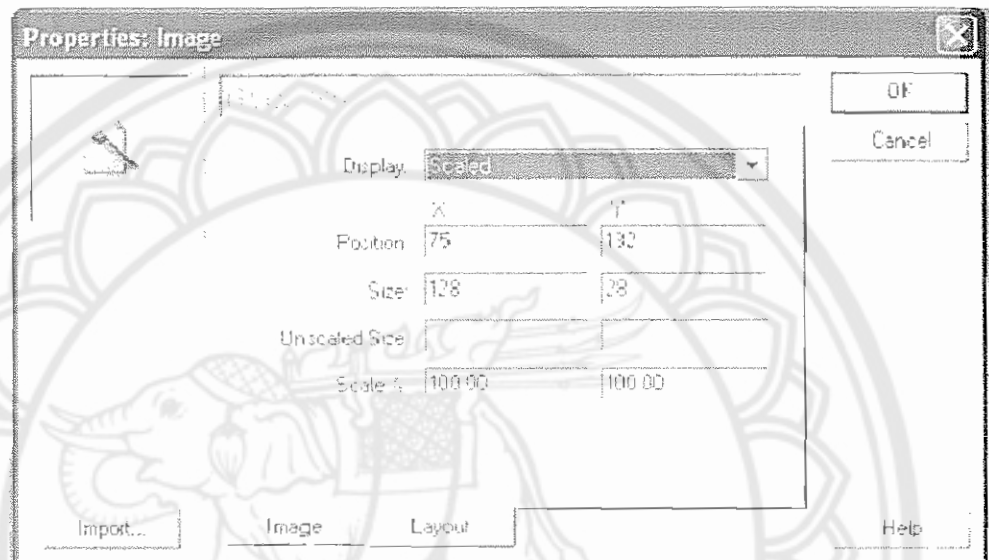 Properties: Image
OK
Cancel
Display: Scaled
X Y
Position: 75 192
Size: 128 28
Unscaled Size
Scale % 100.00 100.00
Import... Image Layout Help